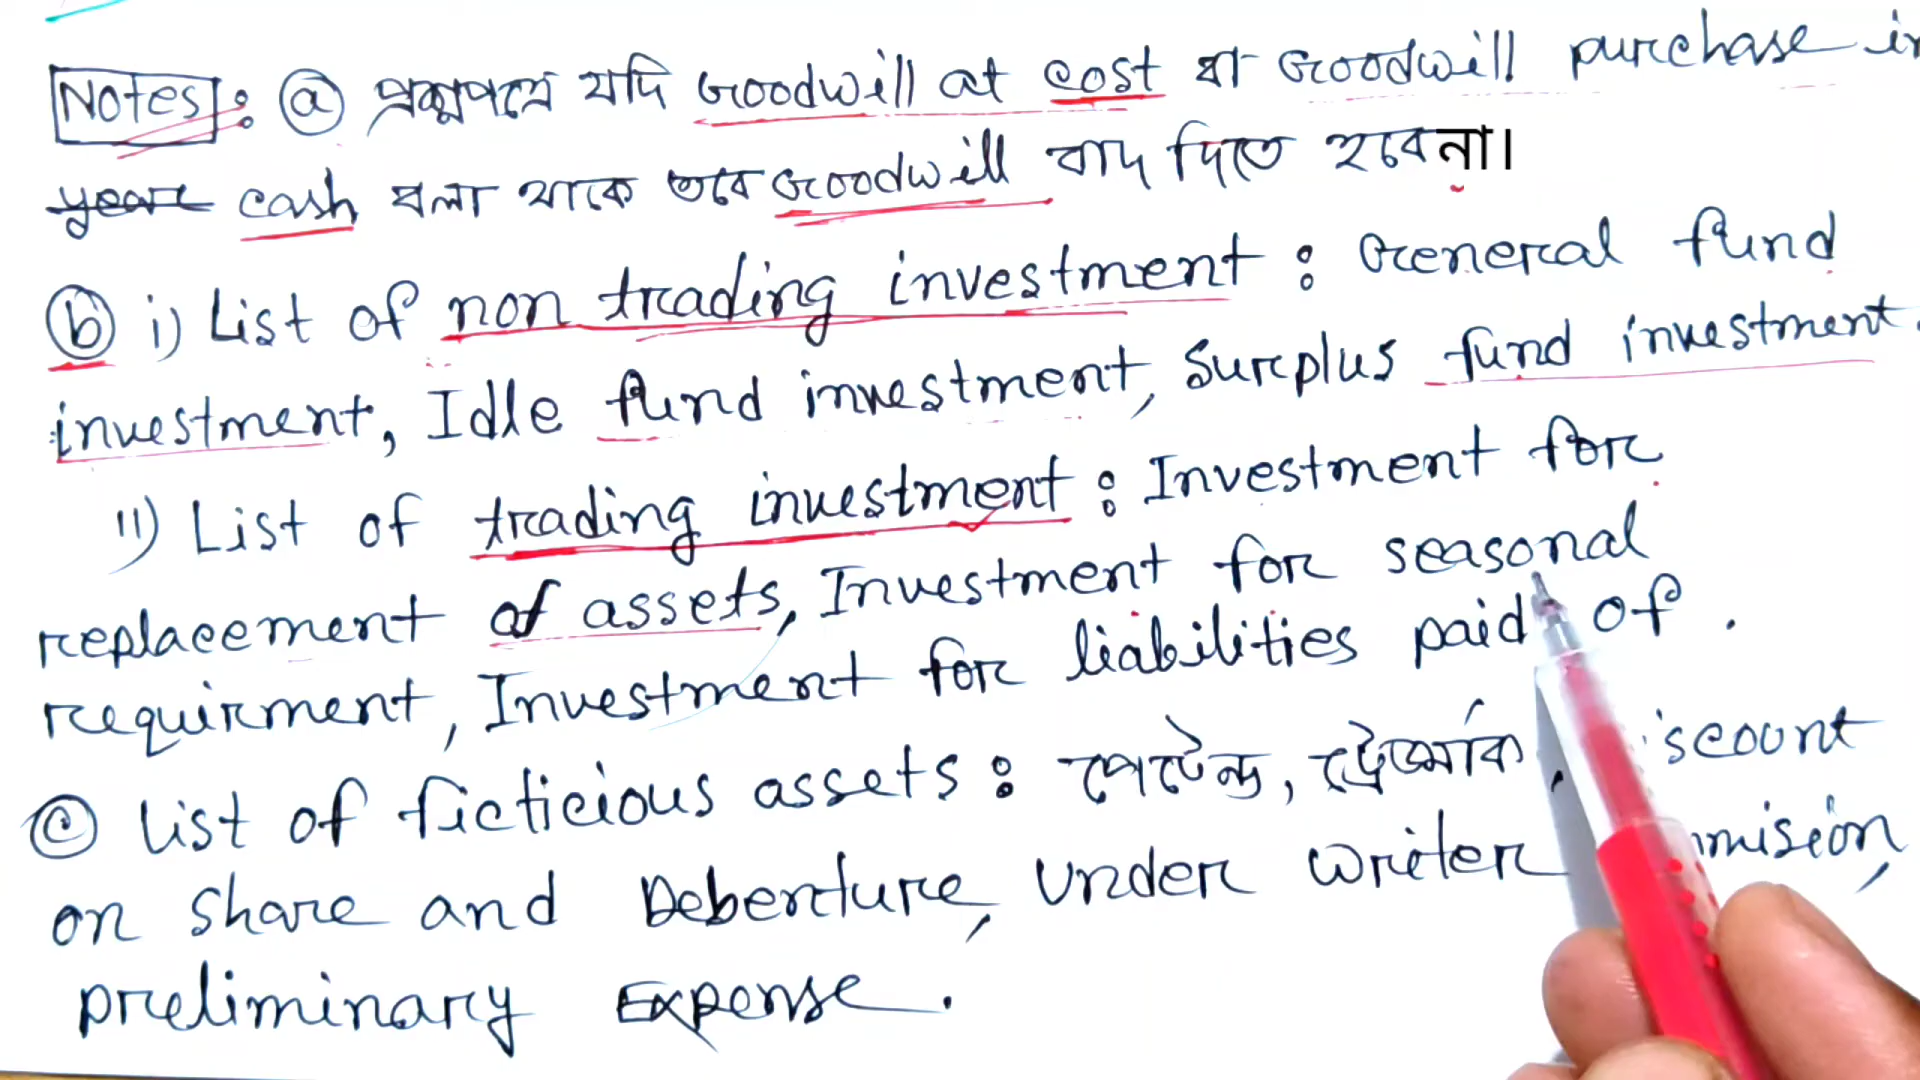 Notes: ⓐ প্রশ্নপত্রে যদি Goodwill at cost বা Goodwill purchase in
year cash বলা থাকে তবে Goodwill বাদ দিতে হবে না।
ⓑ i) List of non trading investment: General fund
investment, Idle fund investment, Surplus fund investment.
11) List of trading investment: Investment for
replacement of assets, Investment for seasonal
requirment, Investment for liabilities paid of.
ⓒ List of ficticious assets: পেটেন্ড, ট্রেডমার্ক, iscount
on share and Debenture, Under writer mmision,
preliminary Expense.